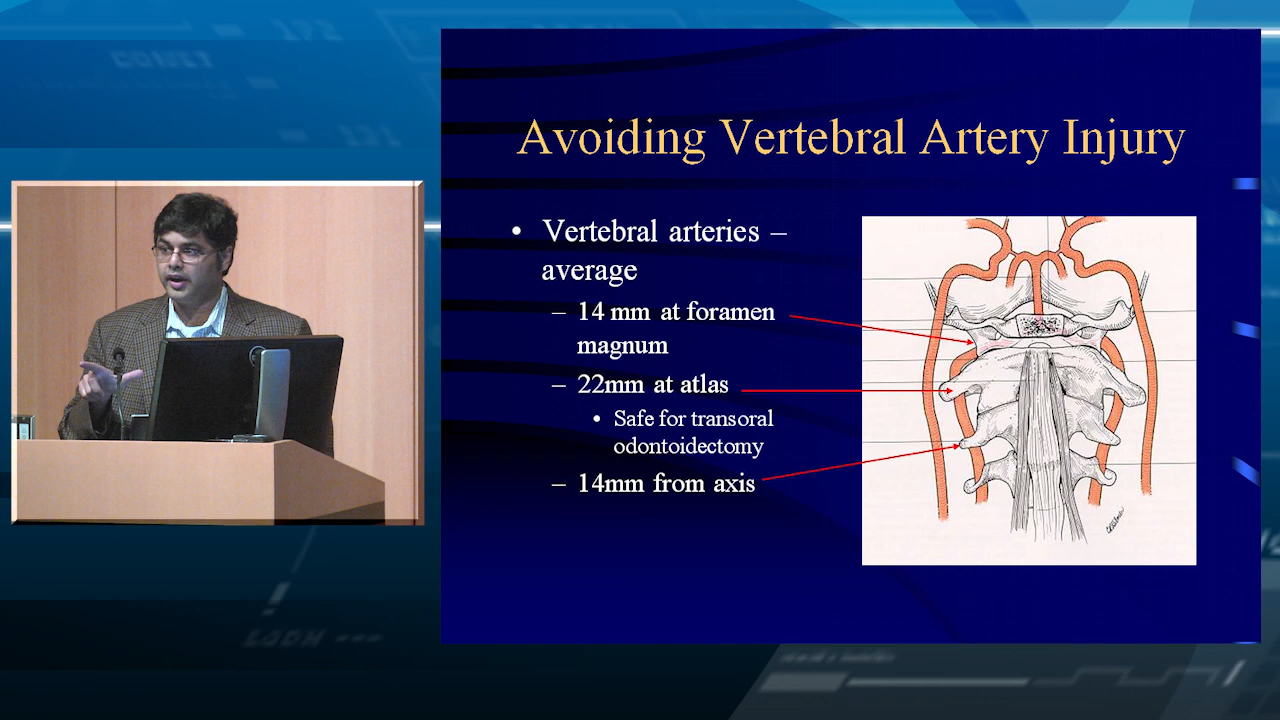 Avoiding Vertebral Artery Injury
• Vertebral arteries –
average
– 14 mm at foramen
magnum
– 22mm at atlas
• Safe for transoral
odontoidectomy
– 14mm from axis